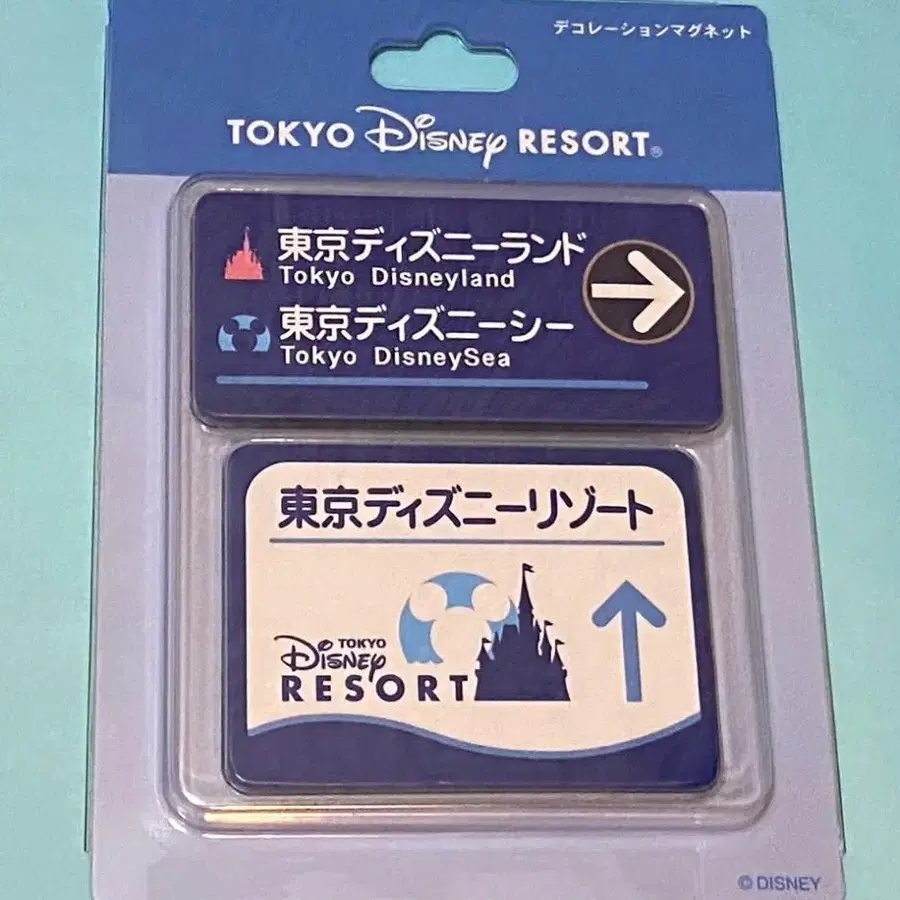 デコレーションマグネット
TOKYO Disney RESORT®
東京ディズニーランド
Tokyo Disneyland
東京ディズニーシー
Tokyo DisneySea
東京ディズニーリゾート
TOKYO
Disney
RESORT
© DISNEY